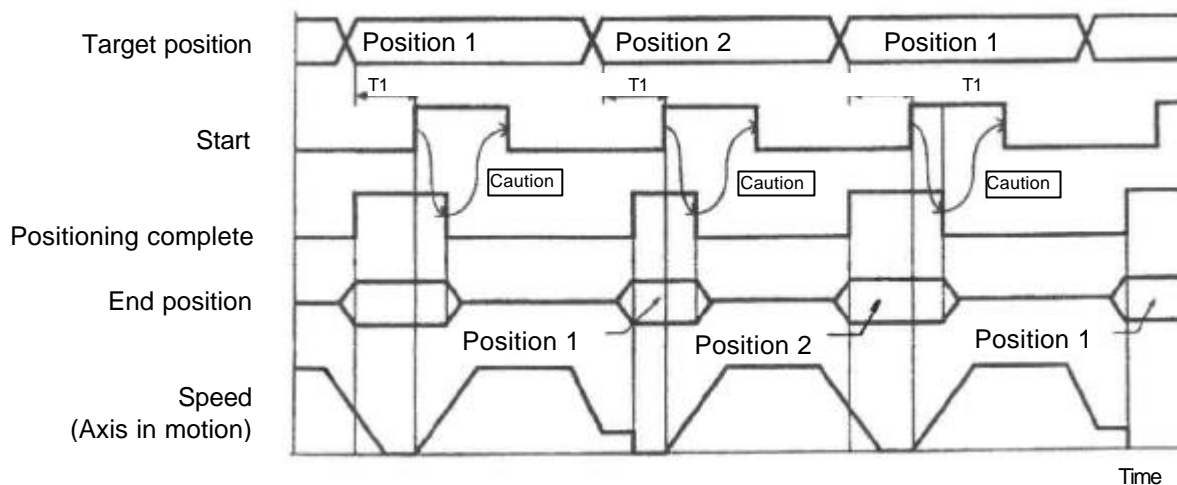 Target position
Position 1
Position 2
Position 1
T1
T1
T1
Start
Caution
Caution
Caution
Positioning complete
End position
Position 1
Position 2
Position 1
Speed
(Axis in motion)
Time